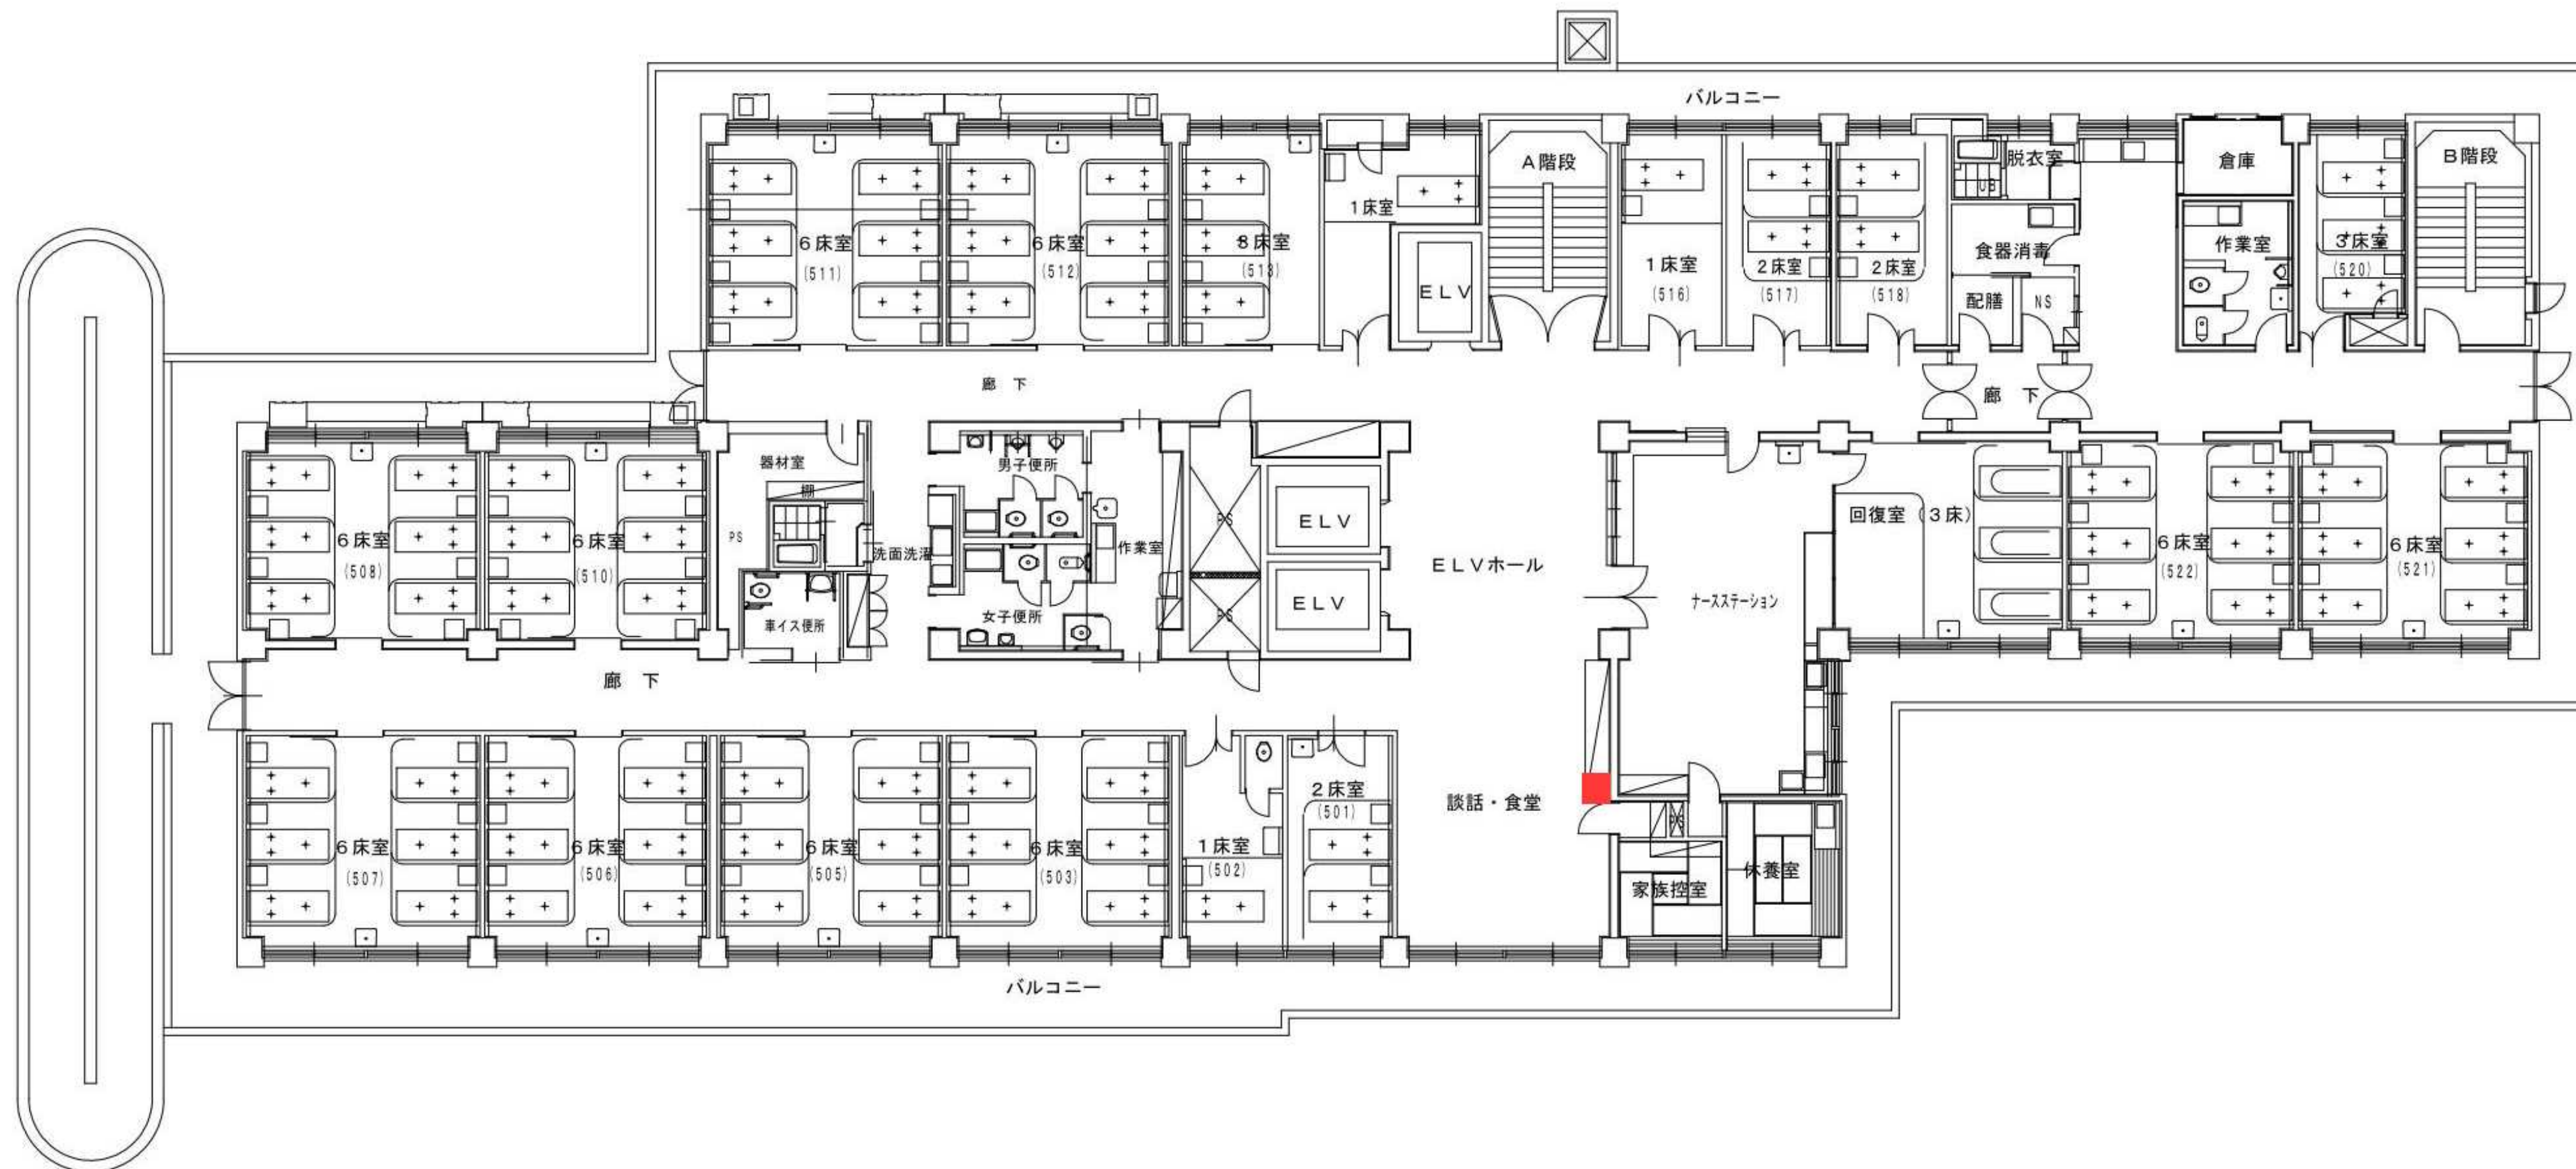 バルコニー
A階段
脱衣室
倉庫
B階段
UB
1床室
6床室
(511)
6床室
(512)
3床室
(513)
食器消毒
作業室
3床室
(520)
1床室
(516)
2床室
(517)
2床室
(518)
ELV
配膳
NS
廊 下
廊 下
器材室
棚
男子便所
PS
ELV
6床室
(508)
6床室
(510)
PS
洗面洗濯
作業室
ELVホール
回復室(3床)
6床室
(522)
6床室
(521)
ELV
ナースステーション
車イス便所
女子便所
PS
廊 下
2床室
(501)
談話・食堂
PS
6床室
(507)
6床室
(506)
6床室
(505)
6床室
(503)
1床室
(502)
家族控室
休養室
バルコニー